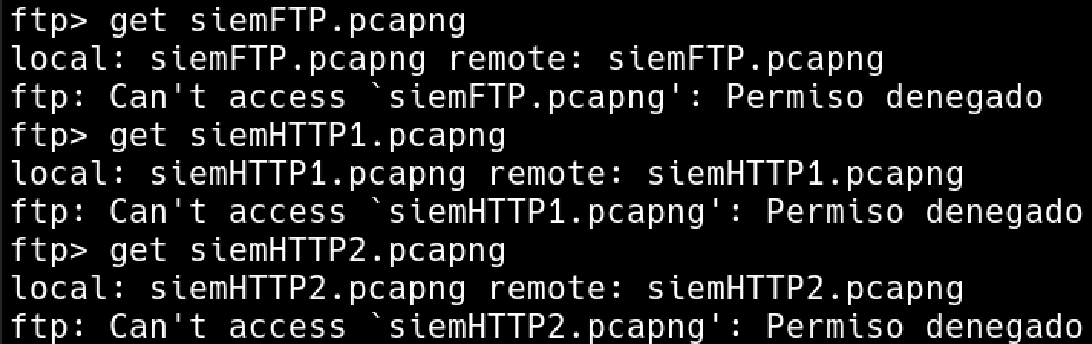 ftp> get siemFTP.pcapng
local: siemFTP.pcapng remote: siemFTP.pcapng
ftp: Can't access `siemFTP.pcapng': Permiso denegado
ftp> get siemHTTP1.pcapng
local: siemHTTP1.pcapng remote: siemHTTP1.pcapng
ftp: Can't access `siemHTTP1.pcapng': Permiso denegado
ftp> get siemHTTP2.pcapng
local: siemHTTP2.pcapng remote: siemHTTP2.pcapng
ftp: Can't access `siemHTTP2.pcapng': Permiso denegado